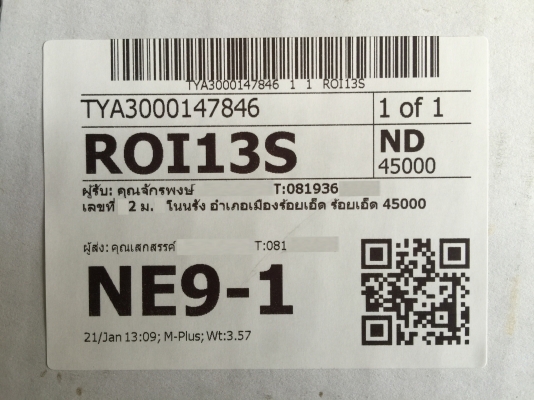 TYA3000147846 1 1 ROI13S
TYA3000147846 1 of 1
ROI13S ND
45000
ผู้รับ: คุณจักรพงษ์ T:081936
เลขที่ 2 ม. โนนรัง อำเภอเมืองร้อยเอ็ด ร้อยเอ็ด 45000
ผู้ส่ง: คุณเสกสรรค์ T:081
NE9-1
21/Jan 13:09; M-Plus; Wt:3.57